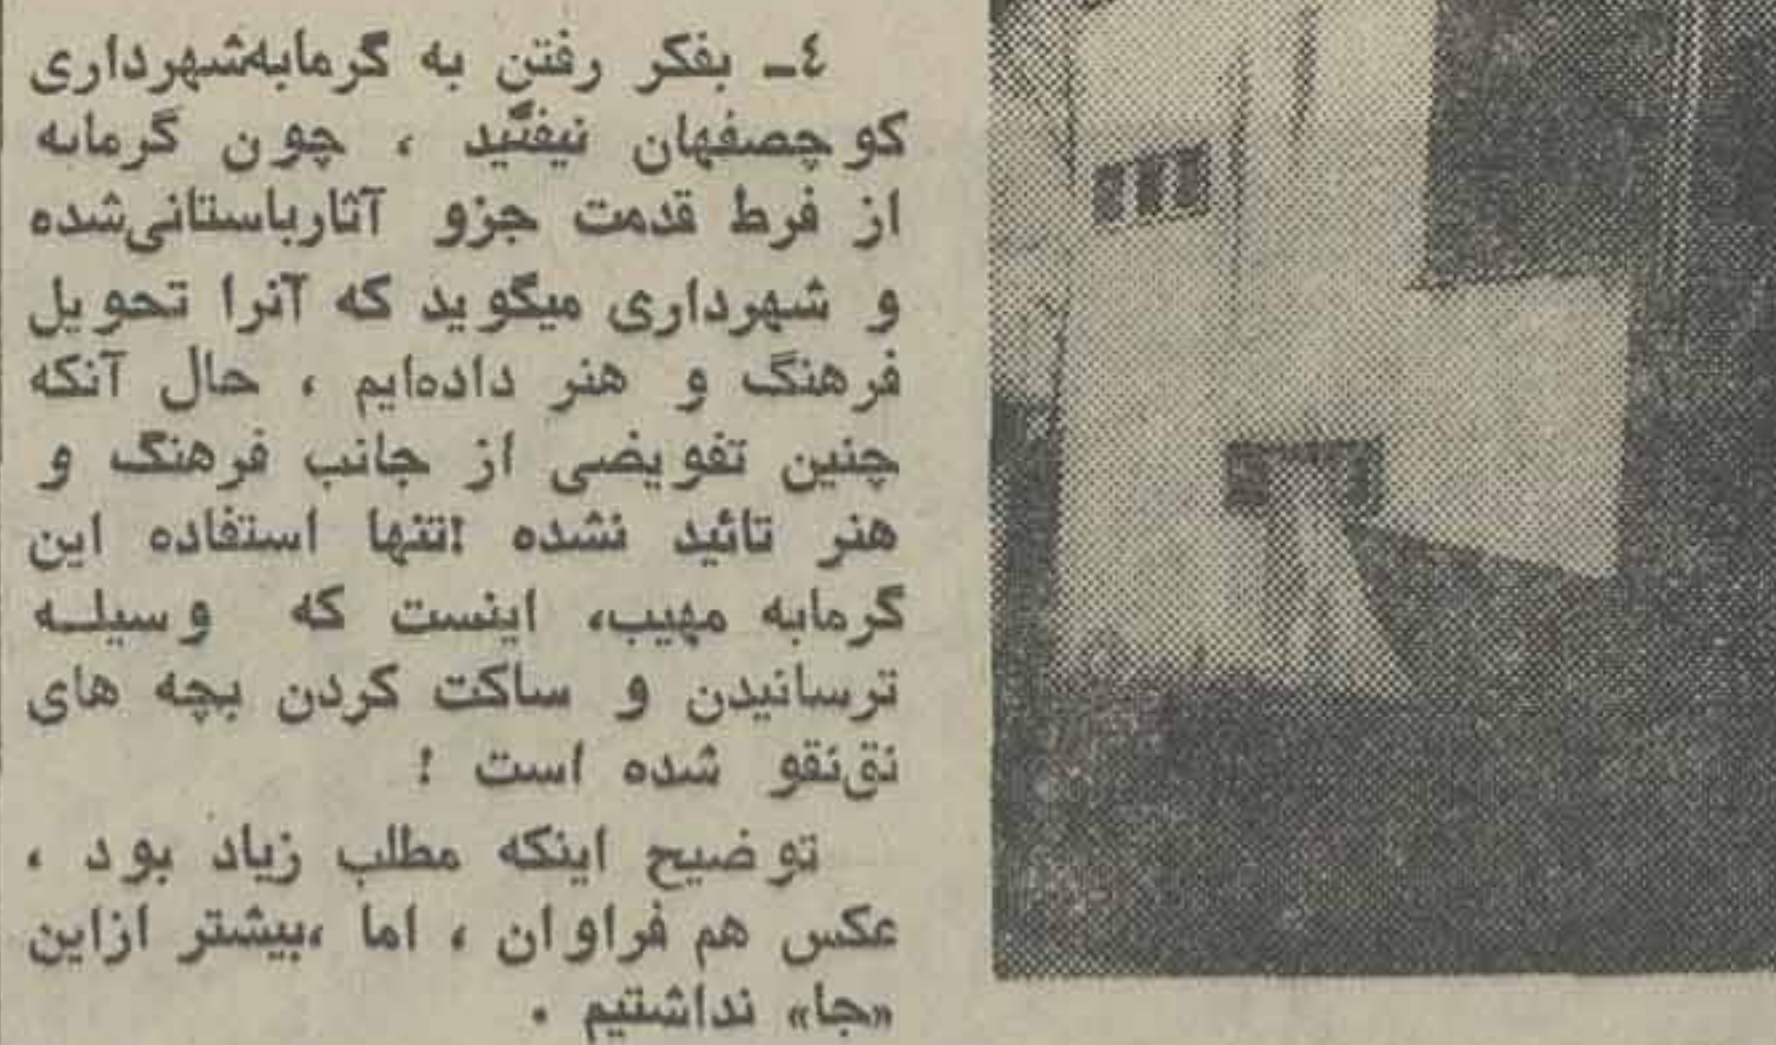 ٤ـ بفکر رفتن به گرمابه‌شهرداری
کوچصفهان نیفتید ، چون گرمابه
از فرط قدمت جزو آثارباستانی‌شده
و شهرداری میگوید که آنرا تحویل
فرهنگ و هنر داده‌ایم ، حال آنکه
چنین تفویضی از جانب فرهنگ و
هنر تائید نشده !تنها استفاده این
گرمابه مهیب، اینست که وسیلـه
ترسانیدن و ساکت کردن بچه های
نق‌نقو شده است !
توضیح اینکه مطلب زیاد بود ،
عکس هم فراوان ، اما ،بیشتر ازاین
«جا» نداشتیم .